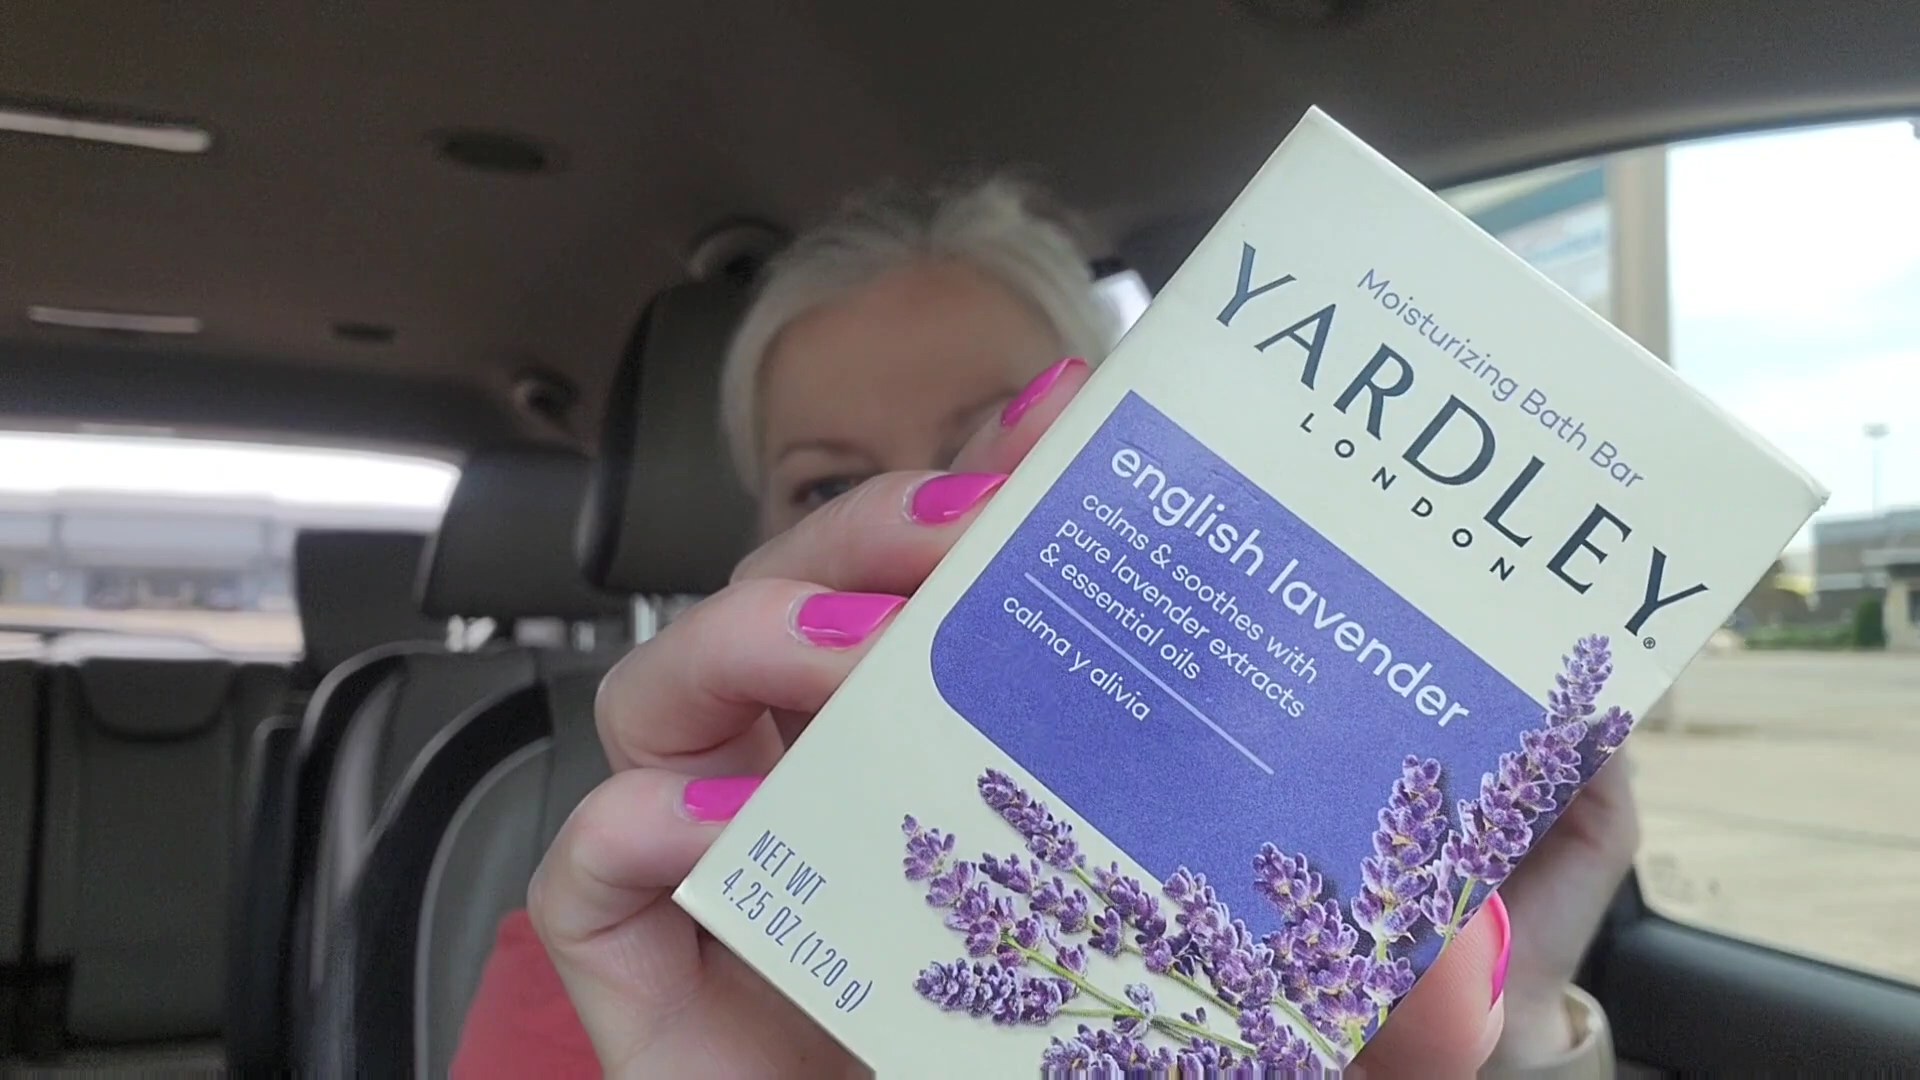 Moisturizing Bath Bar
YARDLEY®
LONDON
english lavender
calms & soothes with
pure lavender extracts
& essential oils
calma y alivia
NET WT
4.25 OZ (120 g)